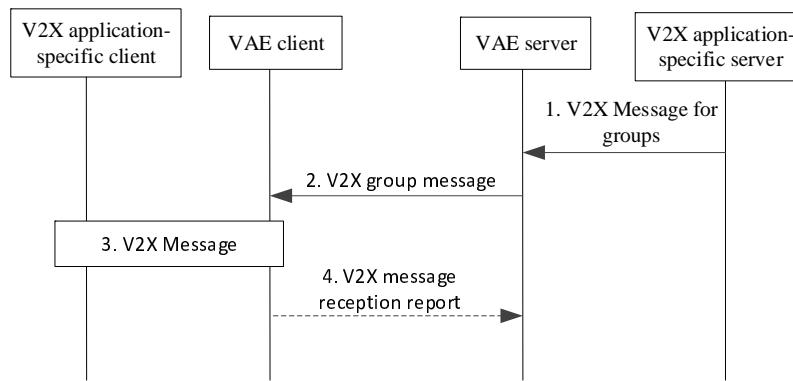 V2X application-
specific client
VAE client
VAE server
V2X application-
specific server
1. V2X Message for
groups
2. V2X group message
3. V2X Message
4. V2X message
reception report